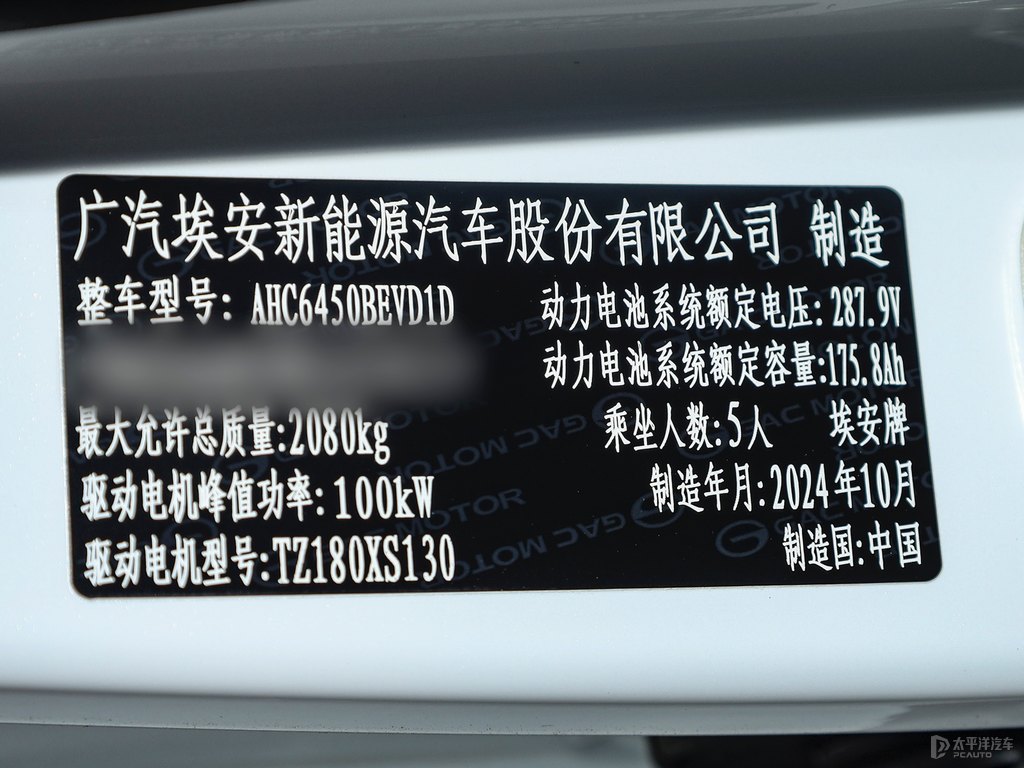 广汽埃安新能源汽车股份有限公司 制造
整车型号: AHC6450BEVD1D 动力电池系统额定电压: 287.9V
动力电池系统额定容量:175.8Ah
最大允许总质量:2080kg 乘坐人数:5人 埃安牌
驱动电机峰值功率:100kW 制造年月:2024年10月
驱动电机型号:TZ180XS130 制造国:中国
GAC MOTOR
太平洋汽车
PCAUTO